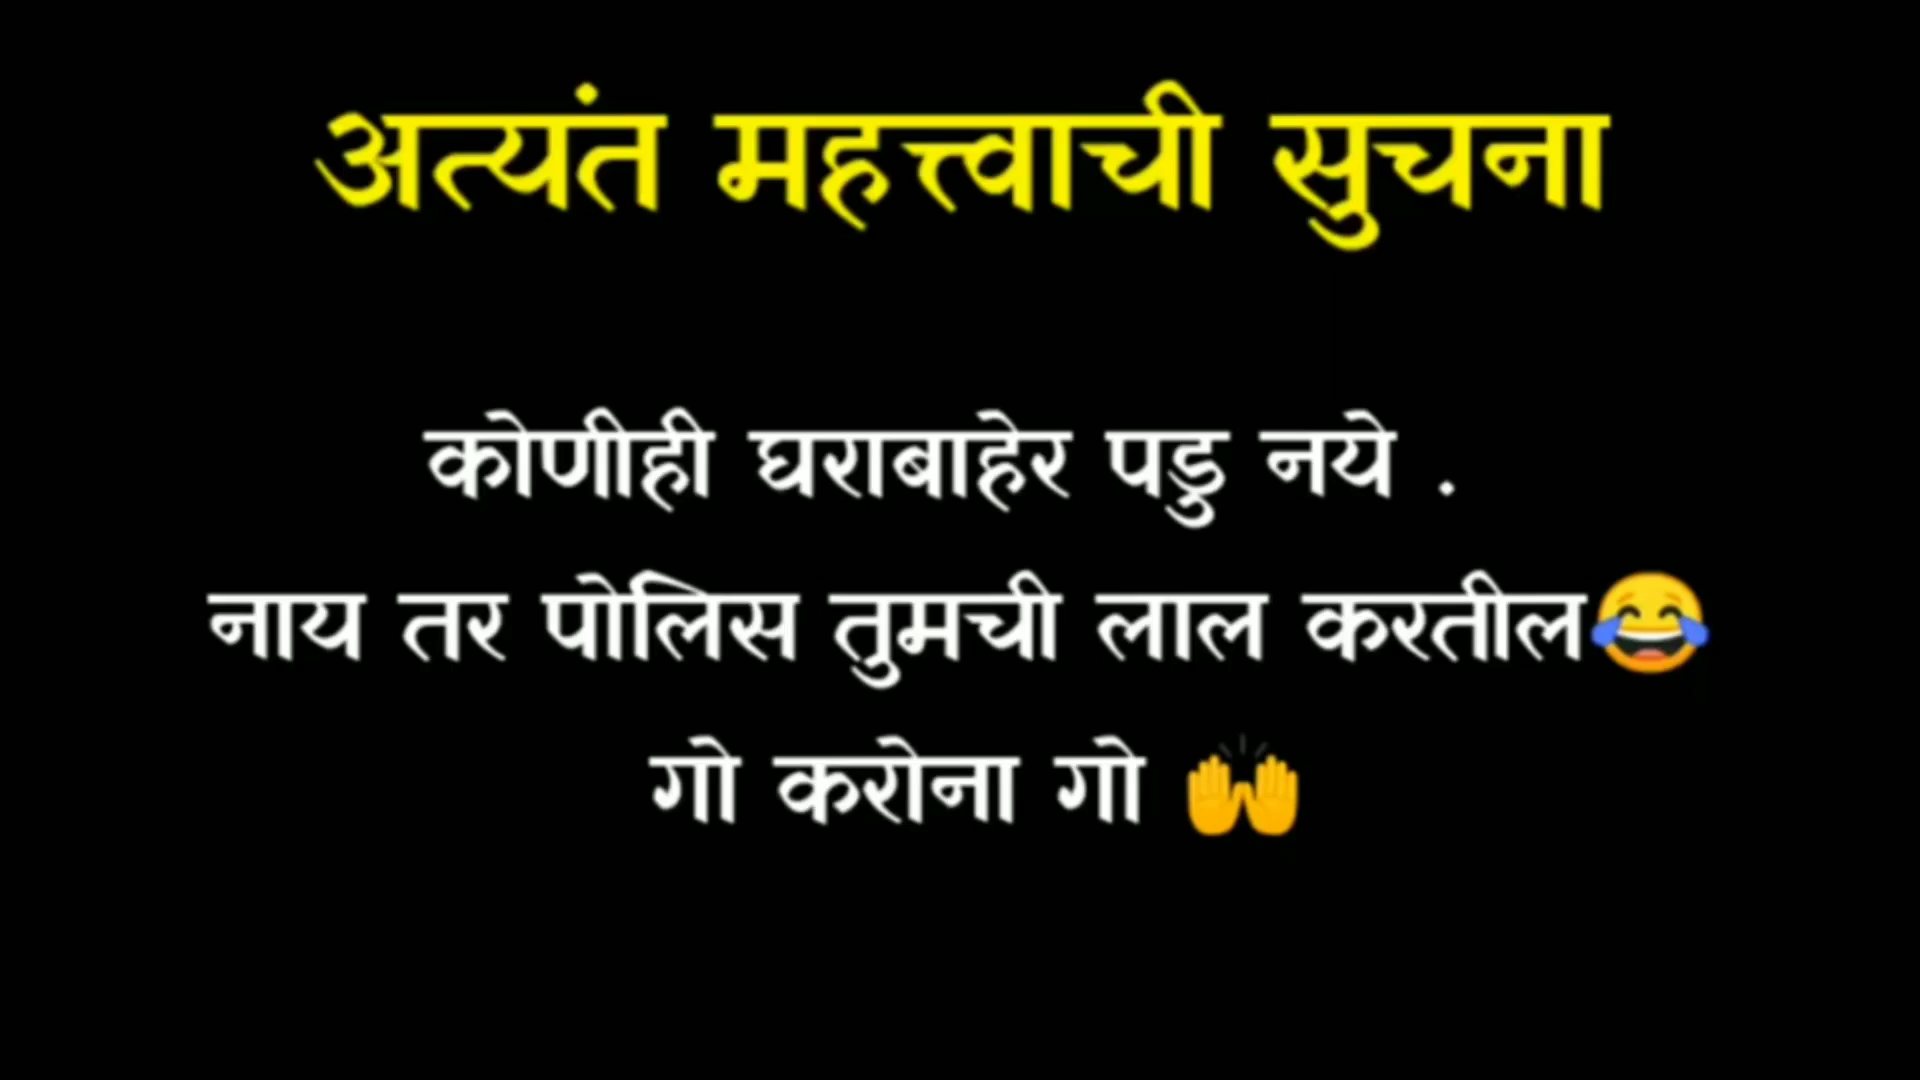 अत्यंत महत्त्वाची सुचना
कोणीही घराबाहेर पडु नये .
नाय तर पोलिस तुमची लाल करतील😂
गो करोना गो 🙌